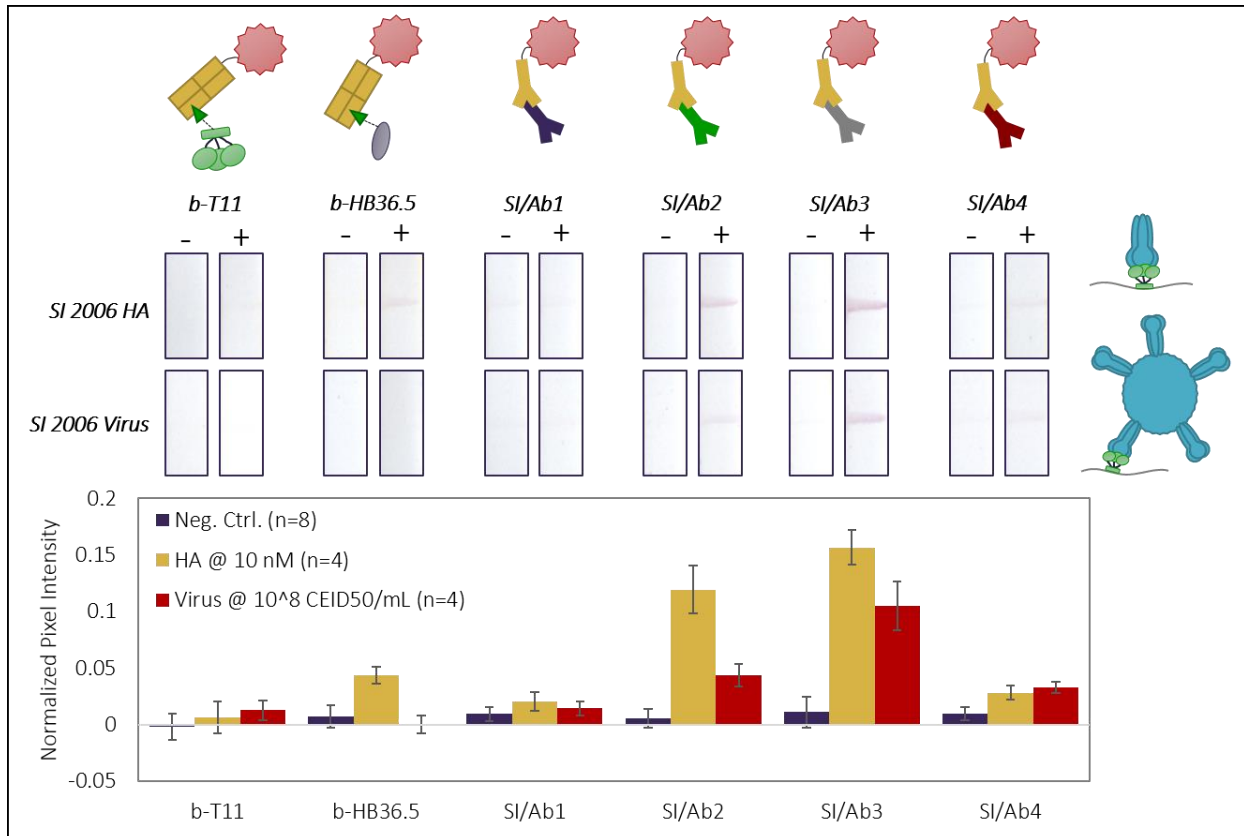 b-T11 b-HB36.5 SI/Ab1 SI/Ab2 SI/Ab3 SI/Ab4
- + - + - + - + - + - +
SI 2006 HA
SI 2006 Virus
0.2
0.15
0.1
0.05
0
-0.05
Normalized Pixel Intensity
Neg. Ctrl. (n=8)
HA @ 10 nM (n=4)
Virus @ 10^8 CEID50/mL (n=4)
b-T11 b-HB36.5 SI/Ab1 SI/Ab2 SI/Ab3 SI/Ab4